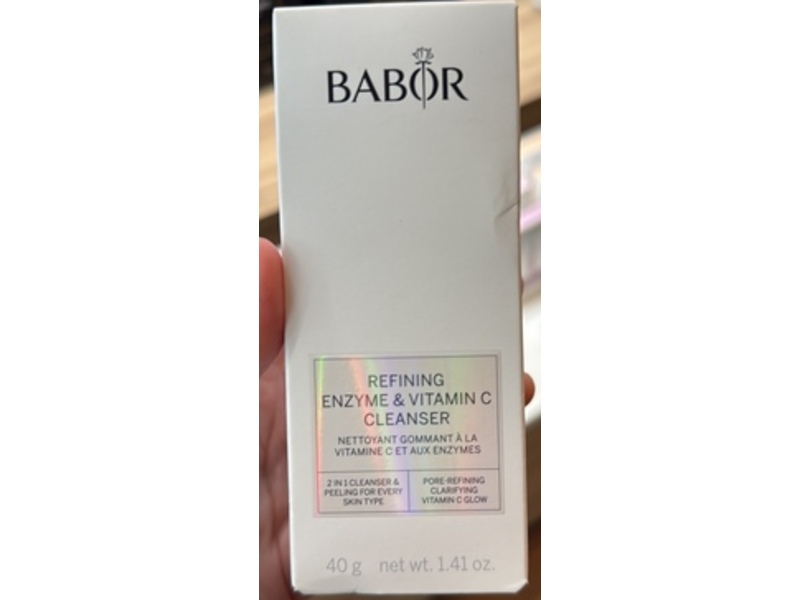 BABOR
REFINING
ENZYME & VITAMIN C
CLEANSER
NETTOYANT GOMMANT À LA
VITAMINE C ET AUX ENZYMES
2 IN 1 CLEANSER &
PEELING FOR EVERY
SKIN TYPE
PORE-REFINING
CLARIFYING
VITAMIN C GLOW
40 g net wt. 1.41 oz.